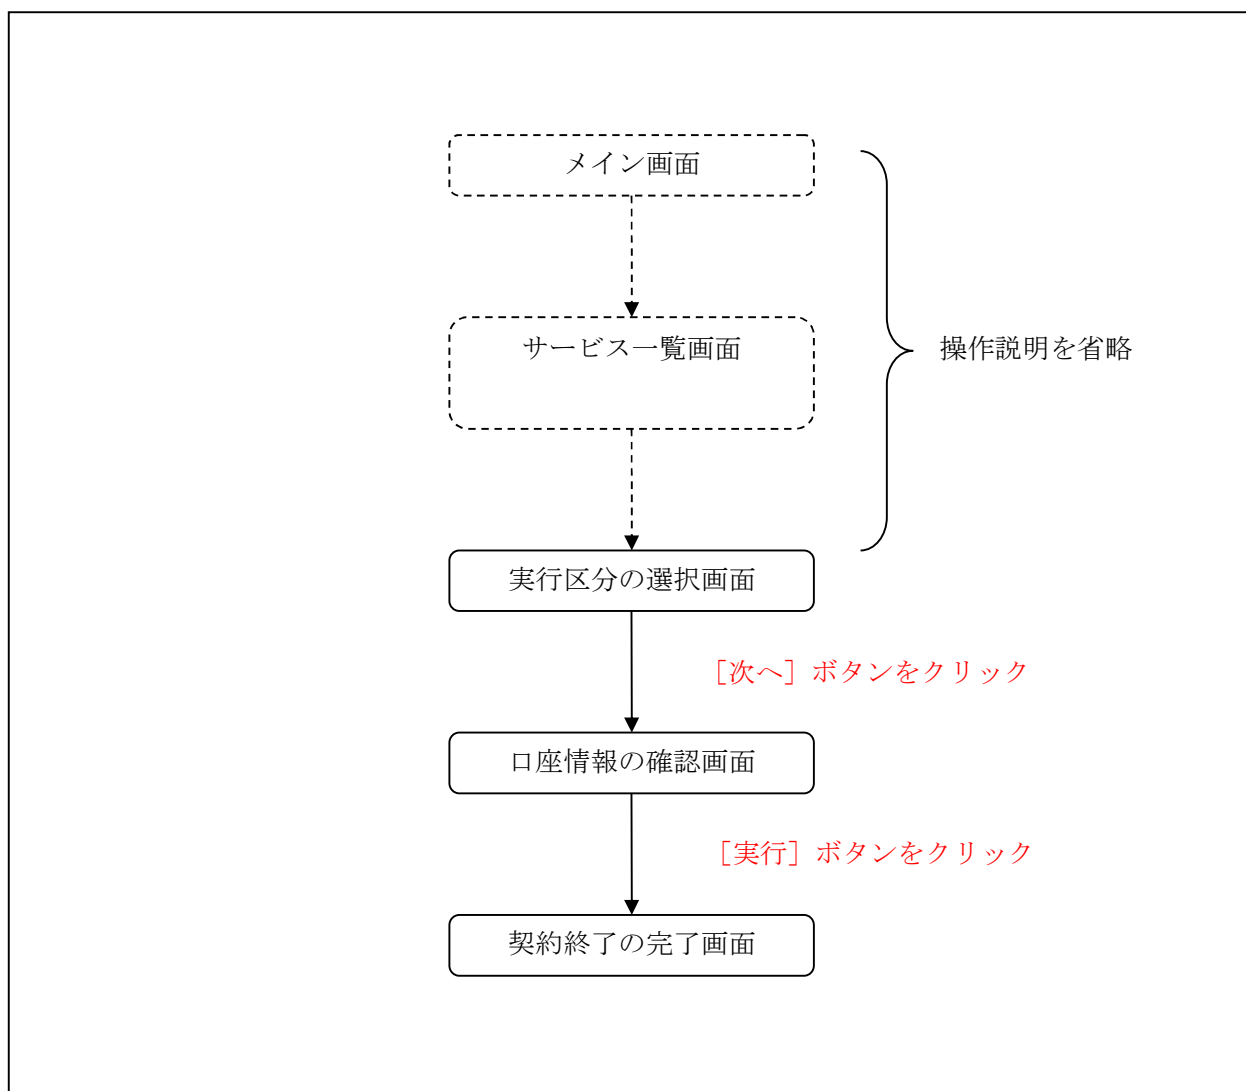 メイン画面
サービス一覧画面
操作説明を省略
実行区分の選択画面
［次へ］ボタンをクリック
口座情報の確認画面
［実行］ボタンをクリック
契約終了の完了画面